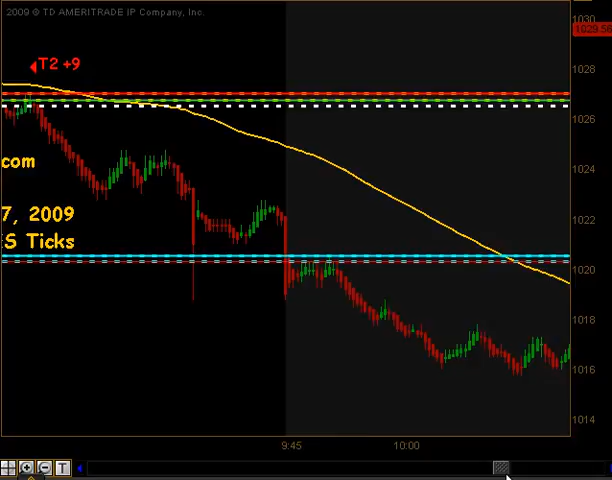 2009 © TD AMERITRADE IP Company, Inc.
1030
1029.50
T2 +9
1028
1026
com
1024
7, 2009
1022
S Ticks
1020
1018
1016
1014
9:45
10:00
T